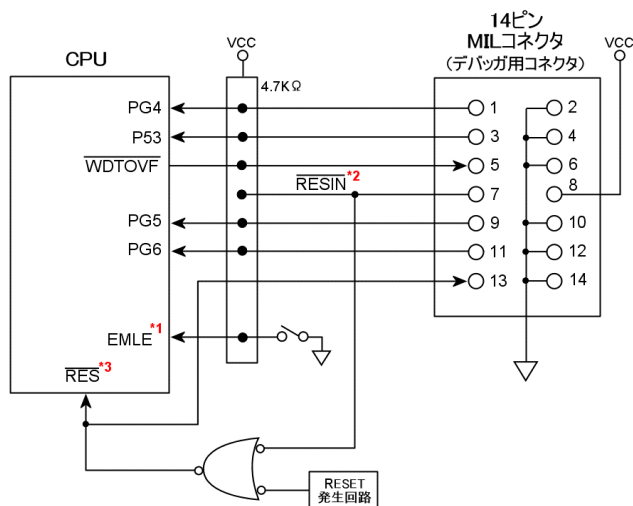 14ピン
MILコネクタ
(デバッガ用コネクタ)
VCC
VCC
CPU
4.7KΩ
PG4
1
2
P53
3
4
WDTOVF
5
6
RESIN*2
7
8
PG5
9
10
PG6
11
12
13
14
EMLE*1
RES*3
RESET
発生回路